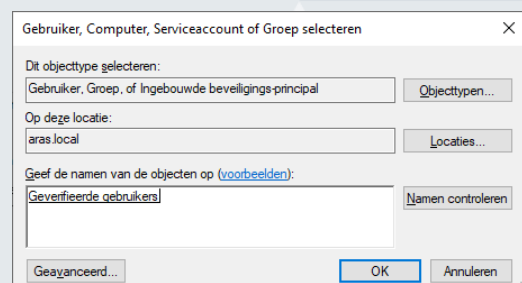 Gebruiker, Computer, Serviceaccount of Groep selecteren
Dit objecttype selecteren:
Gebruiker, Groep, of Ingebouwde beveiligings-principal
Objecttypen...
Op deze locatie:
aras.local
Locaties...
Geef de namen van de objecten op (voorbeelden):
Geverifieerde gebruikers
Namen controleren
Geavanceerd...
OK
Annuleren